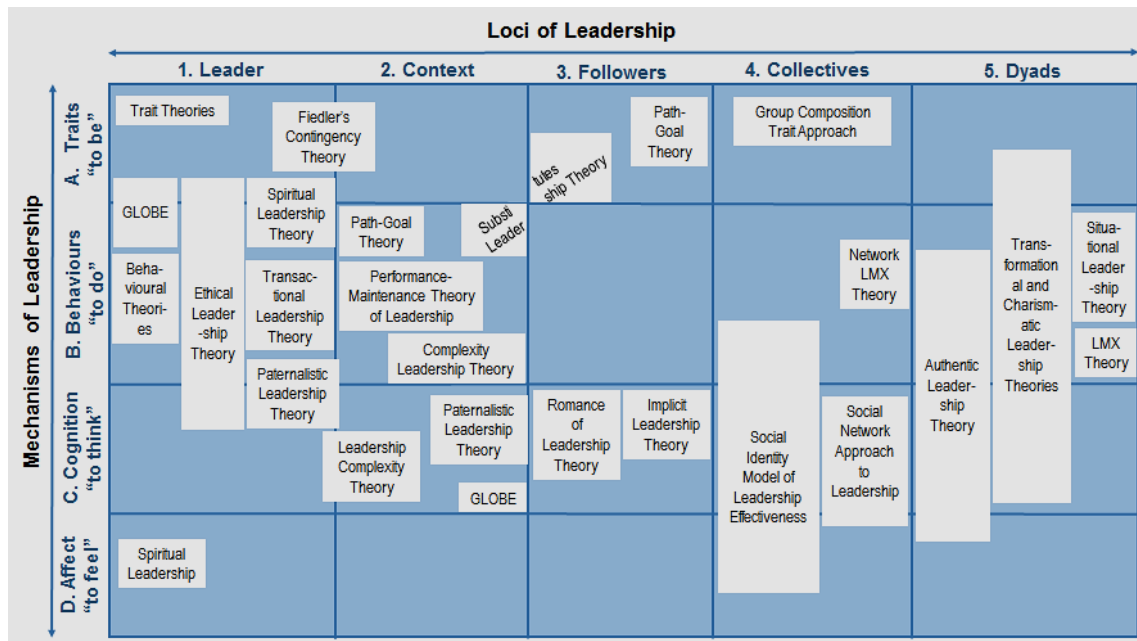 Loci of Leadership
1. Leader
2. Context
3. Followers
4. Collectives
5. Dyads
Mechanisms of Leadership
A. Traits
“to be”
Trait Theories
Fiedler’s
Contingency
Theory
tutes
ship Theory
Path-
Goal
Theory
Group Composition
Trait Approach
B. Behaviours
“to do”
GLOBE
Ethical
Leader
-ship
Theory
Spiritual
Leadership
Theory
Beha-
vioural
Theori-
es
Transac-
tional
Leadership
Theory
Paternalistic
Leadership
Theory
Path-Goal
Theory
Substi
Leader
Performance-
Maintenance Theory
of Leadership
Complexity
Leadership Theory
Network
LMX
Theory
Authentic
Leader-
ship
Theory
Trans-
formation
al and
Charism-
atic
Leader-
ship
Theories
Situa-
tional
Leader
-ship
Theory
LMX
Theory
C. Cognition
“to think”
Leadership
Complexity
Theory
Paternalistic
Leadership
Theory
GLOBE
Romance
of
Leadership
Theory
Implicit
Leadership
Theory
Social
Identity
Model of
Leadership
Effectiveness
Social
Network
Approach
to
Leadership
D. Affect
“to feel”
Spiritual
Leadership